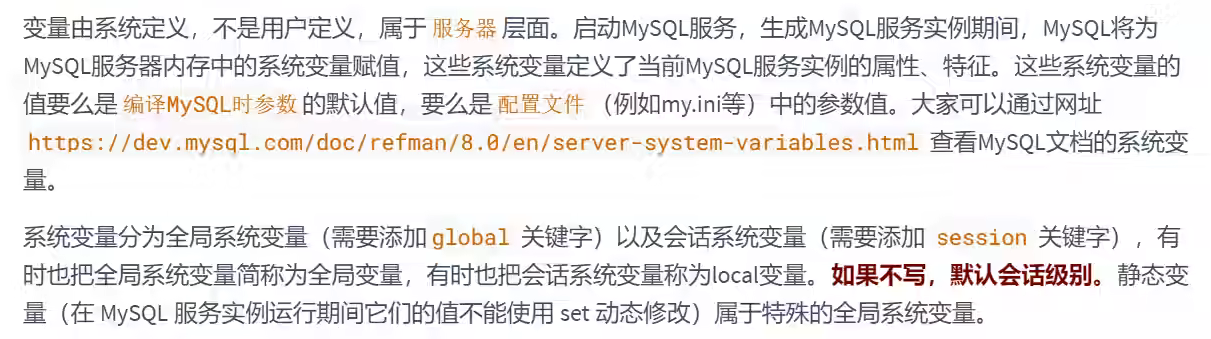 变量由系统定义，不是用户定义，属于 服务器 层面。启动MySQL服务，生成MySQL服务实例期间，MySQL将为
MySQL服务器内存中的系统变量赋值，这些系统变量定义了当前MySQL服务实例的属性、特征。这些系统变量的
值要么是 编译MySQL时参数 的默认值，要么是 配置文件 （例如my.ini等）中的参数值。大家可以通过网址
https://dev.mysql.com/doc/refman/8.0/en/server-system-variables.html 查看MySQL文档的系统变
量。
系统变量分为全局系统变量（需要添加 global 关键字）以及会话系统变量（需要添加 session 关键字），有
时也把全局系统变量简称为全局变量，有时也把会话系统变量称为local变量。如果不写，默认会话级别。静态变
量（在 MySQL 服务实例运行期间它们的值不能使用 set 动态修改）属于特殊的全局系统变量。